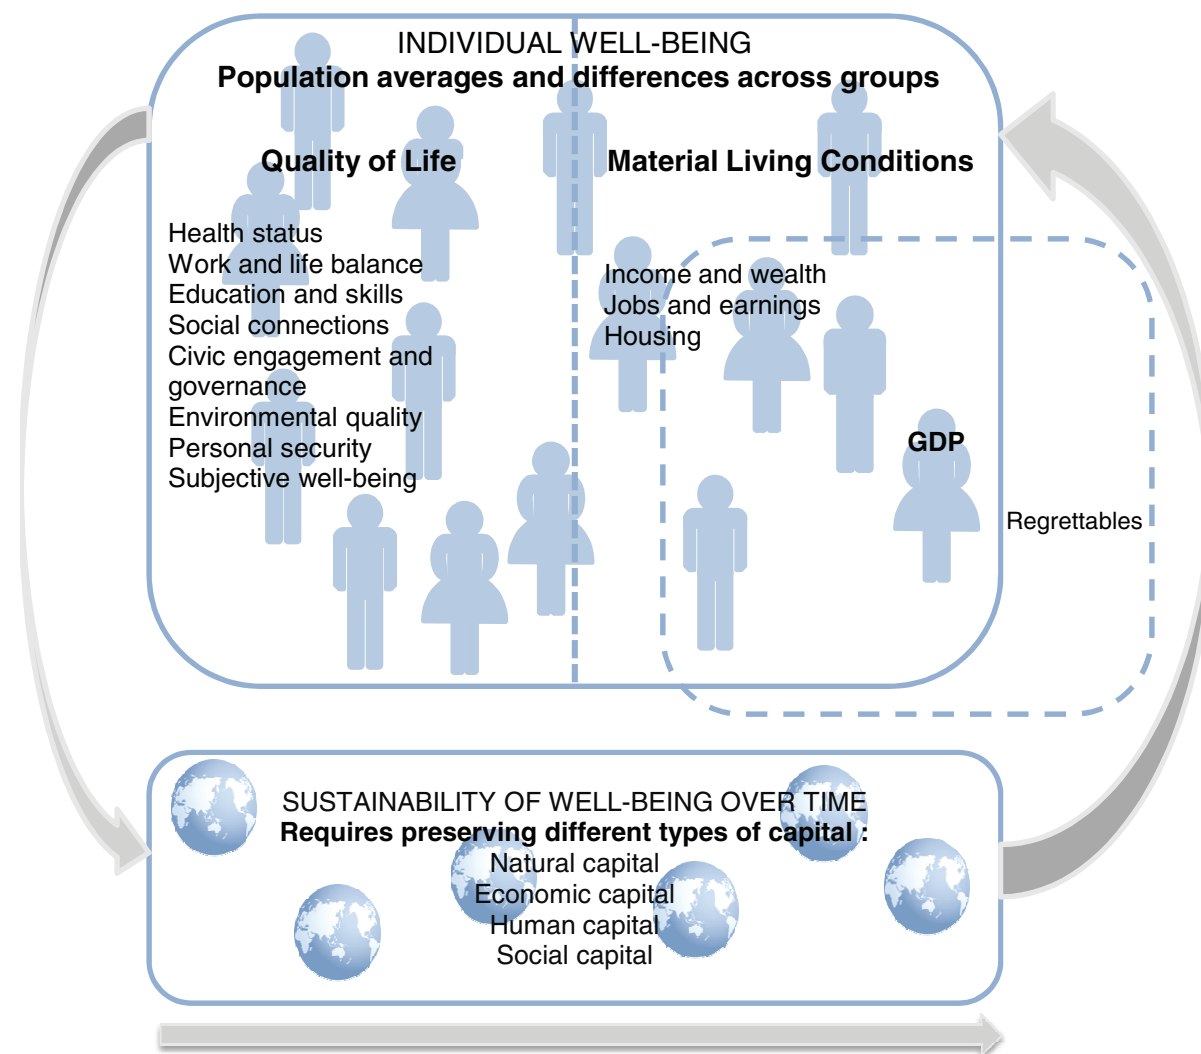 INDIVIDUAL WELL-BEING
Population averages and differences across groups
Quality of Life
Health status
Work and life balance
Education and skills
Social connections
Civic engagement and
governance
Environmental quality
Personal security
Subjective well-being
Material Living Conditions
Income and wealth
Jobs and earnings
Housing
GDP
Regrettables
SUSTAINABILITY OF WELL-BEING OVER TIME
Requires preserving different types of capital :
Natural capital
Economic capital
Human capital
Social capital